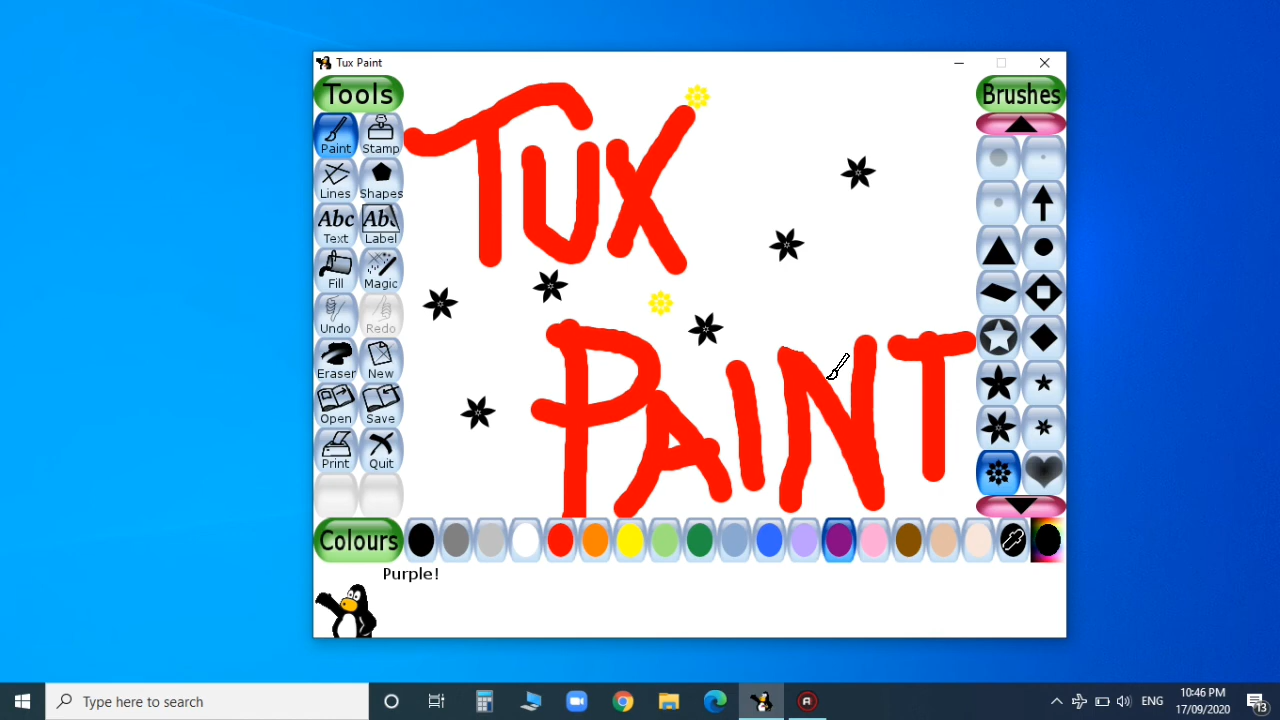 Tux Paint
Tools
Brushes
Paint
Stamp
Lines
Shapes
Abc
Abc
Text
Label
Fill
Magic
Undo
Redo
Eraser
New
Open
Save
Print
Quit
TUX
PAINT
Colours
Purple!
Type here to search
ENG
10:46 PM
17/09/2020
13